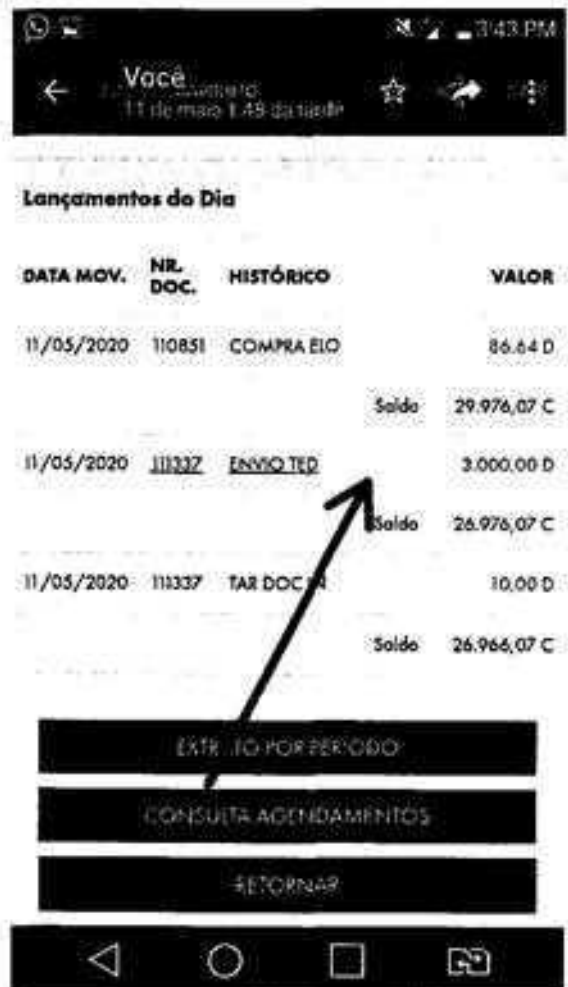 3:43 PM
Você
11 de maio 1:49 da tarde
Lançamentos do Dia
DATA MOV. NR. DOC. HISTÓRICO VALOR
11/05/2020 110851 COMPRA ELO 86.64 D
Saldo 29.976,07 C
11/05/2020 111337 ENVIO TED 3.000,00 D
Saldo 26.976,07 C
11/05/2020 111337 TAR DOC 10,00 D
Saldo 26.966,07 C
POR PERÍODO
CONSULTA AGENDAMENTOS
RETORNAR